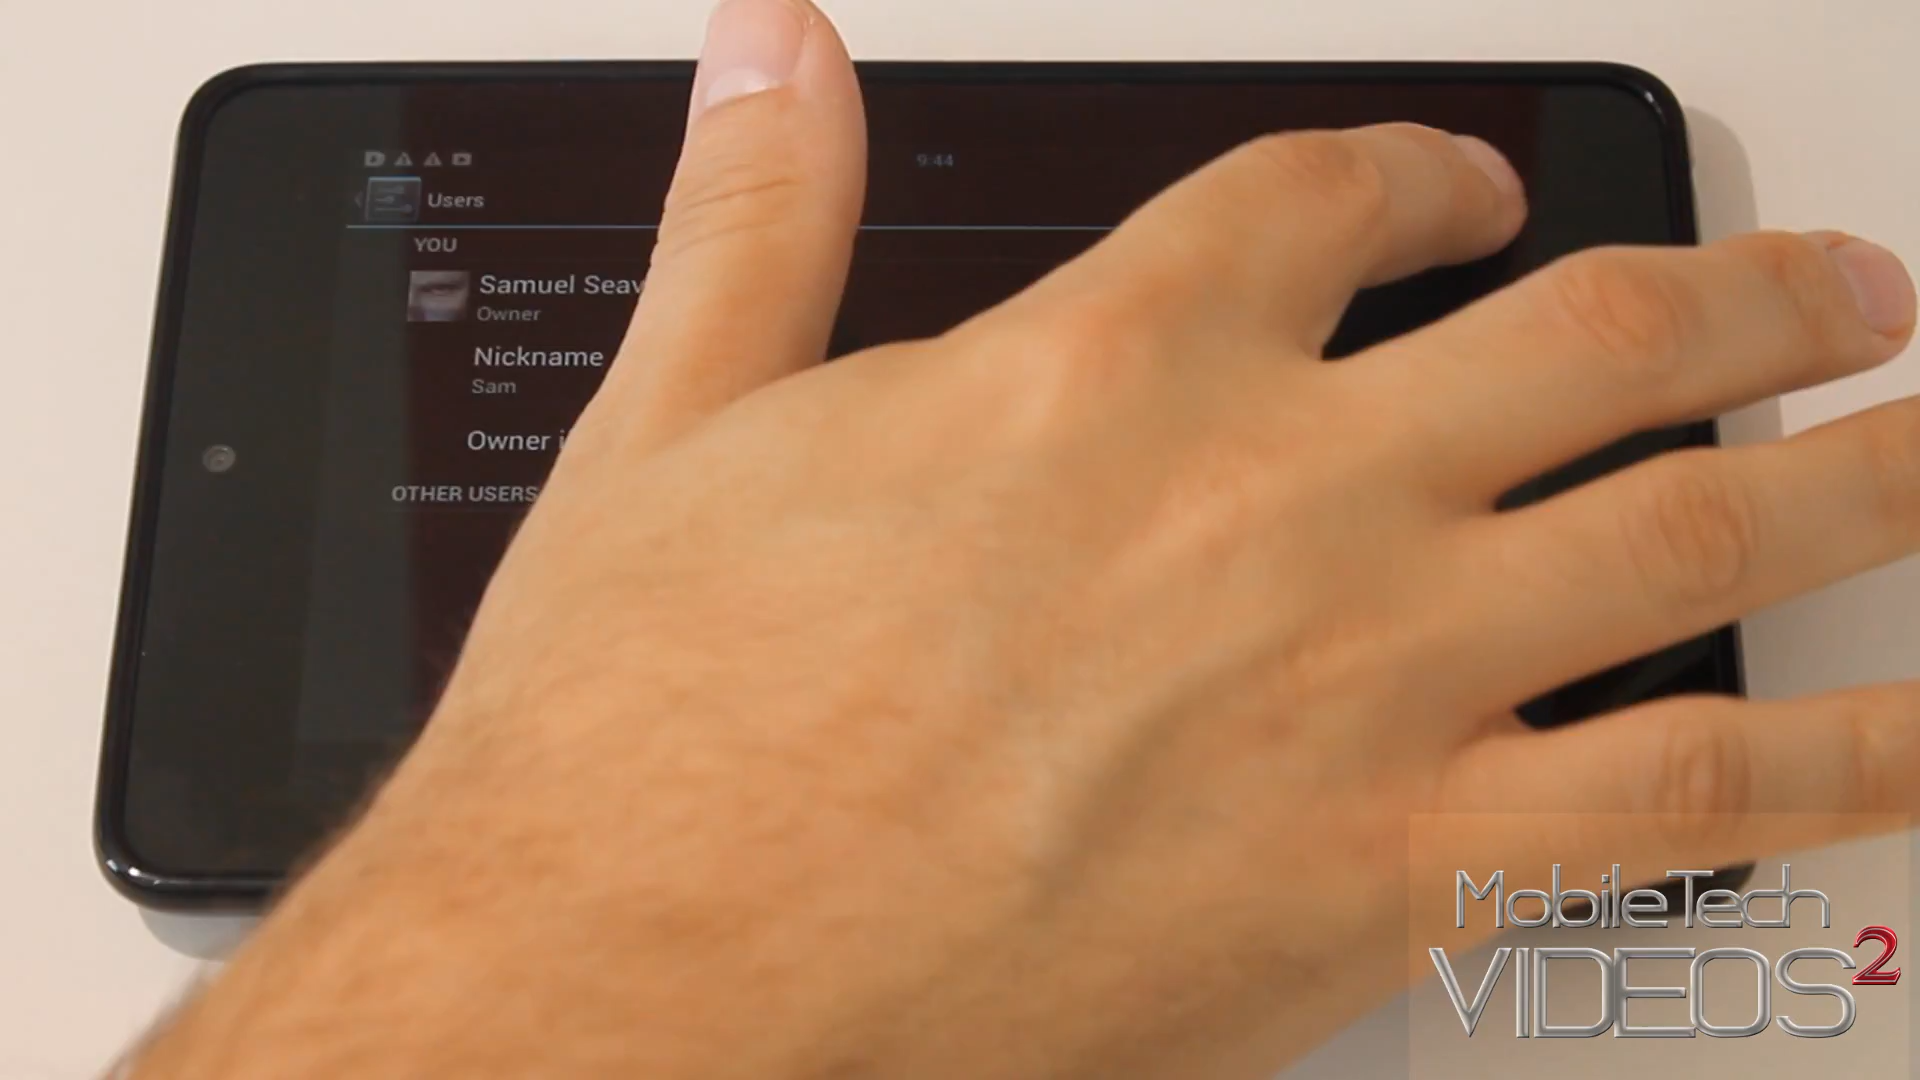 9:44
Users
YOU
Samuel Seav
Owner
Nickname
Sam
Owner
OTHER USERS
MobileTech
VIDEOS2